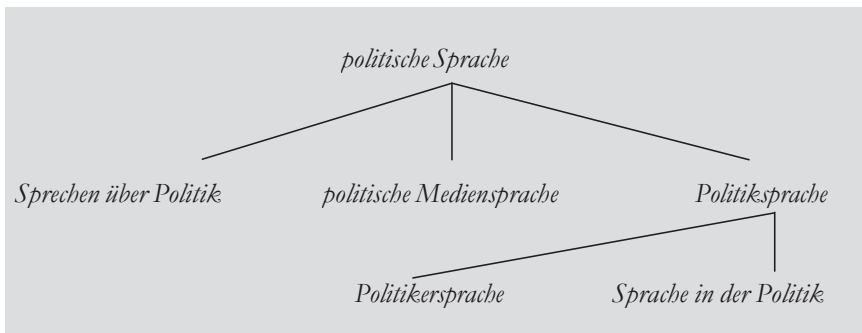 politische Sprache
Sprechen über Politik politische Mediensprache Politiksprache
Politikersprache Sprache in der Politik